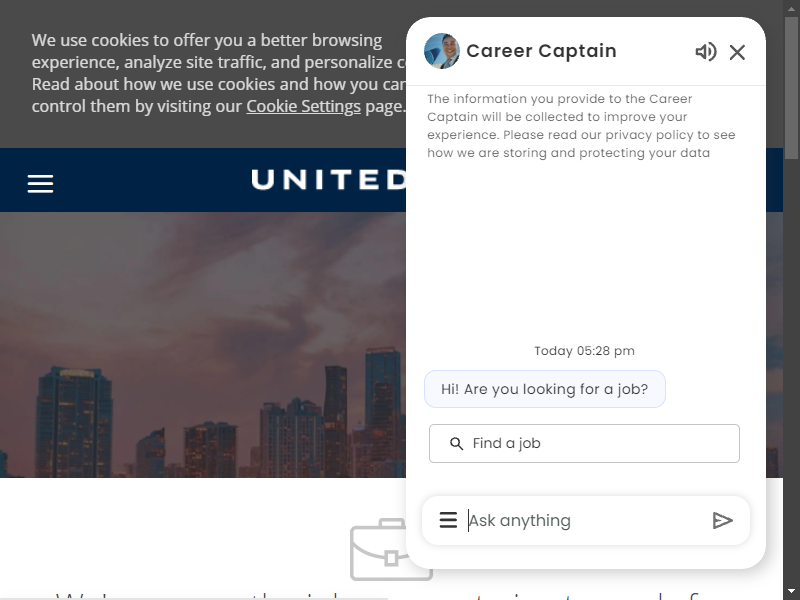 We use cookies to offer you a better browsing
experience, analyze site traffic, and personalize
Read about how we use cookies and how you can
control them by visiting our Cookie Settings page.
UNITED
Career Captain
The information you provide to the Career
Captain will be collected to improve your
experience. Please read our privacy policy to see
how we are storing and protecting your data
Today 05:28 pm
Hi! Are you looking for a job?
Find a job
Ask anything